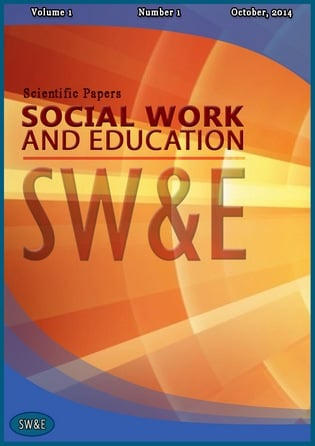 Volume 1 Number 1 October, 2014
Scientific Papers
SOCIAL WORK
AND EDUCATION
SW&E
SW&E